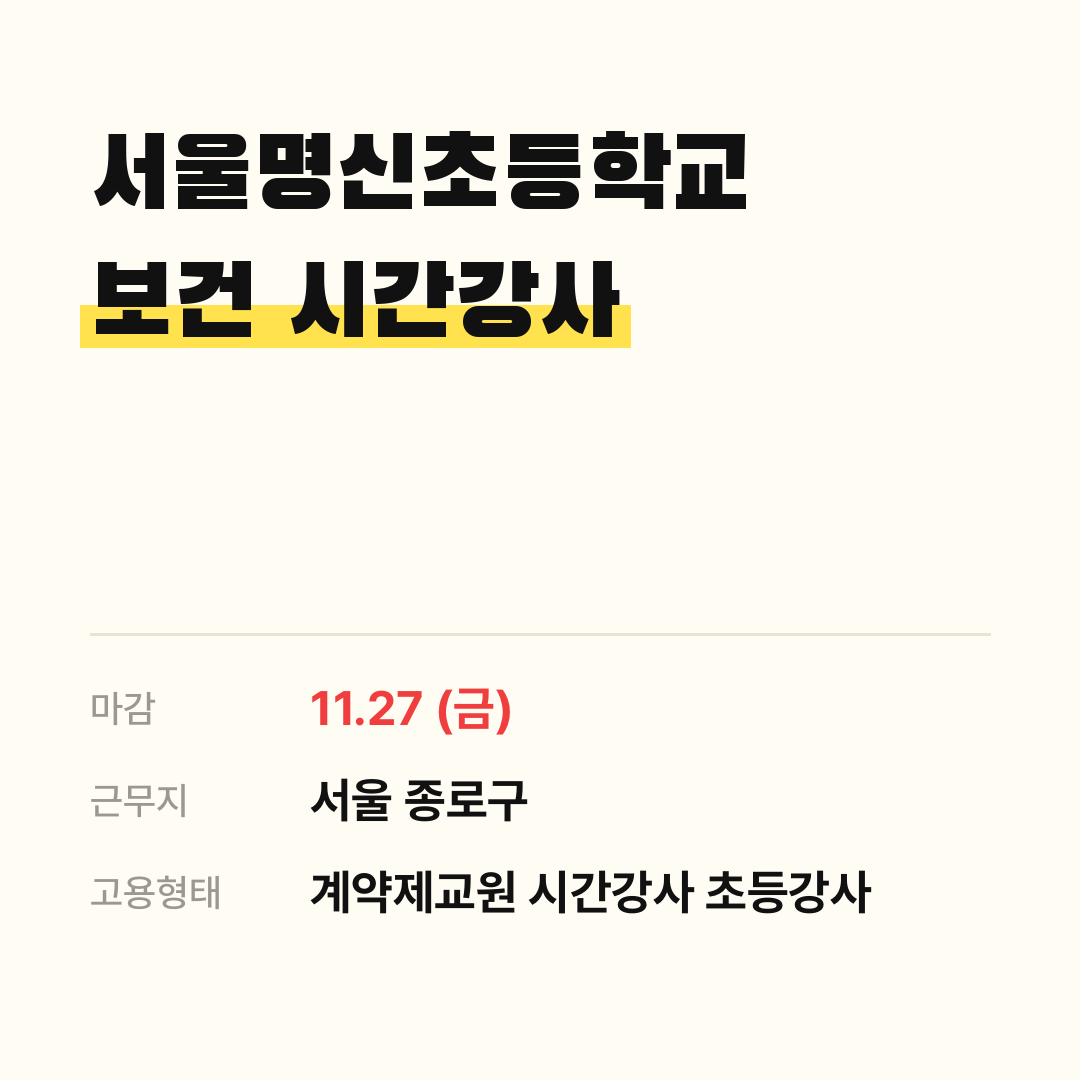 서울명신초등학교
보건 시간강사
마감 11.27 (금)
근무지 서울 종로구
고용형태 계약제교원 시간강사 초등강사